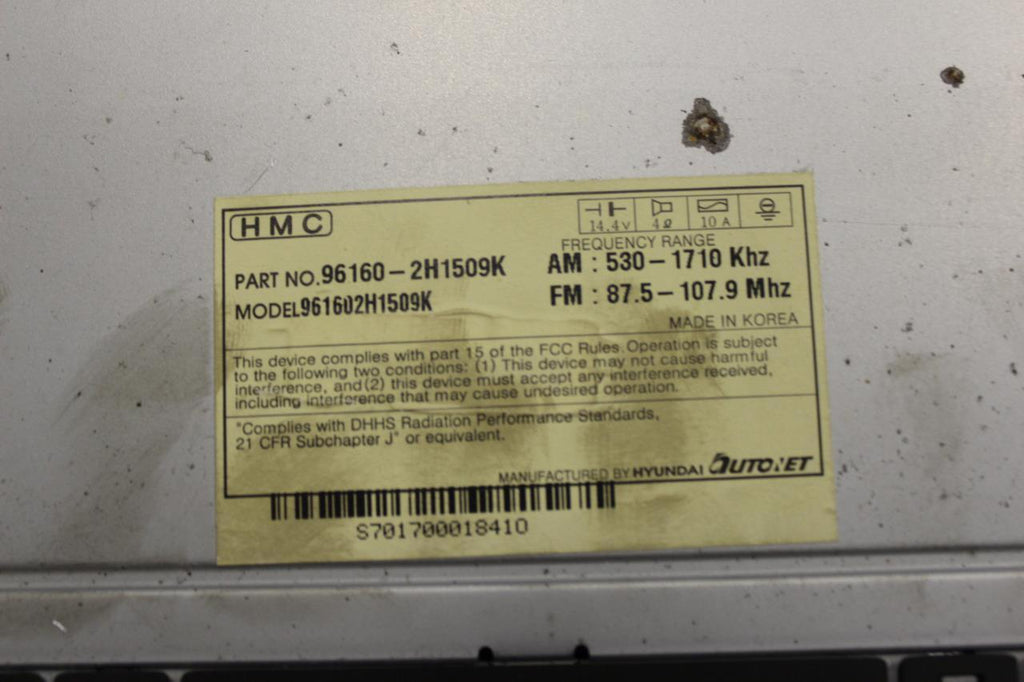 HMC
14.4V 4Ω 10A
FREQUENCY RANGE
PART NO.96160-2H1509K
AM : 530-1710 Khz
MODEL961602H1509K
FM : 87.5-107.9 Mhz
MADE IN KOREA
This device complies with part 15 of the FCC Rules. Operation is subject
to the following two conditions: (1) This device may not cause harmful
interference, and (2) this device must accept any interference received,
including interference that may cause undesired operation.
"Complies with DHHS Radiation Performance Standards,
21 CFR Subchapter J" or equivalent.
MANUFACTURED BY HYUNDAI AUTONET
S701700018410